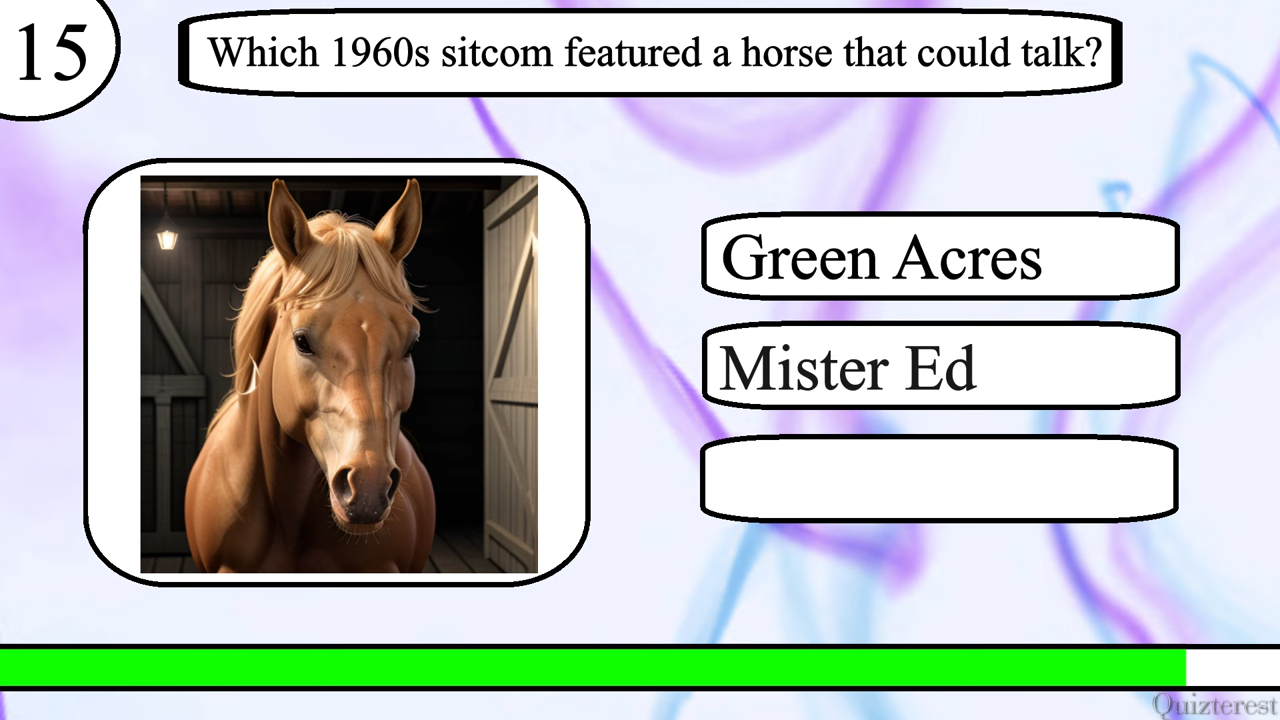 15
Which 1960s sitcom featured a horse that could talk?
Green Acres
Mister Ed
Quizterest